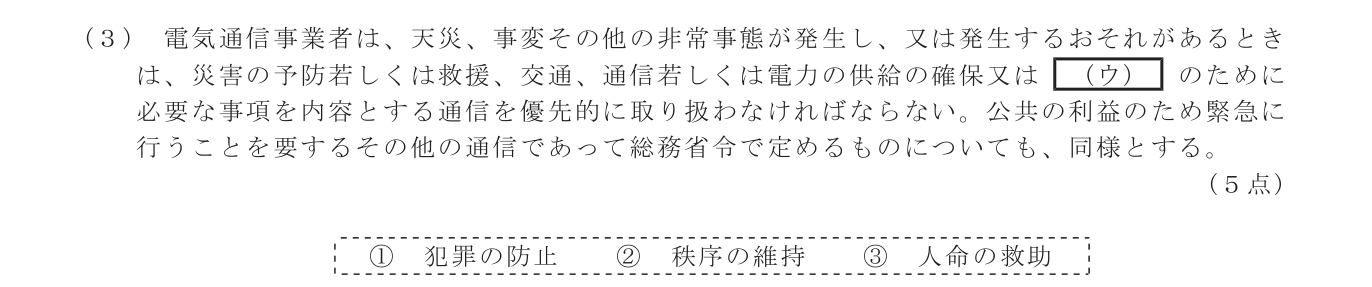 （３）　電気通信事業者は、天災、事変その他の非常事態が発生し、又は発生するおそれがあるとき
は、災害の予防若しくは救援、交通、通信若しくは電力の供給の確保又は （ウ） のために
必要な事項を内容とする通信を優先的に取り扱わなければならない。公共の利益のため緊急に
行うことを要するその他の通信であって総務省令で定めるものについても、同様とする。
（５点）
①　犯罪の防止　　②　秩序の維持　　③　人命の救助